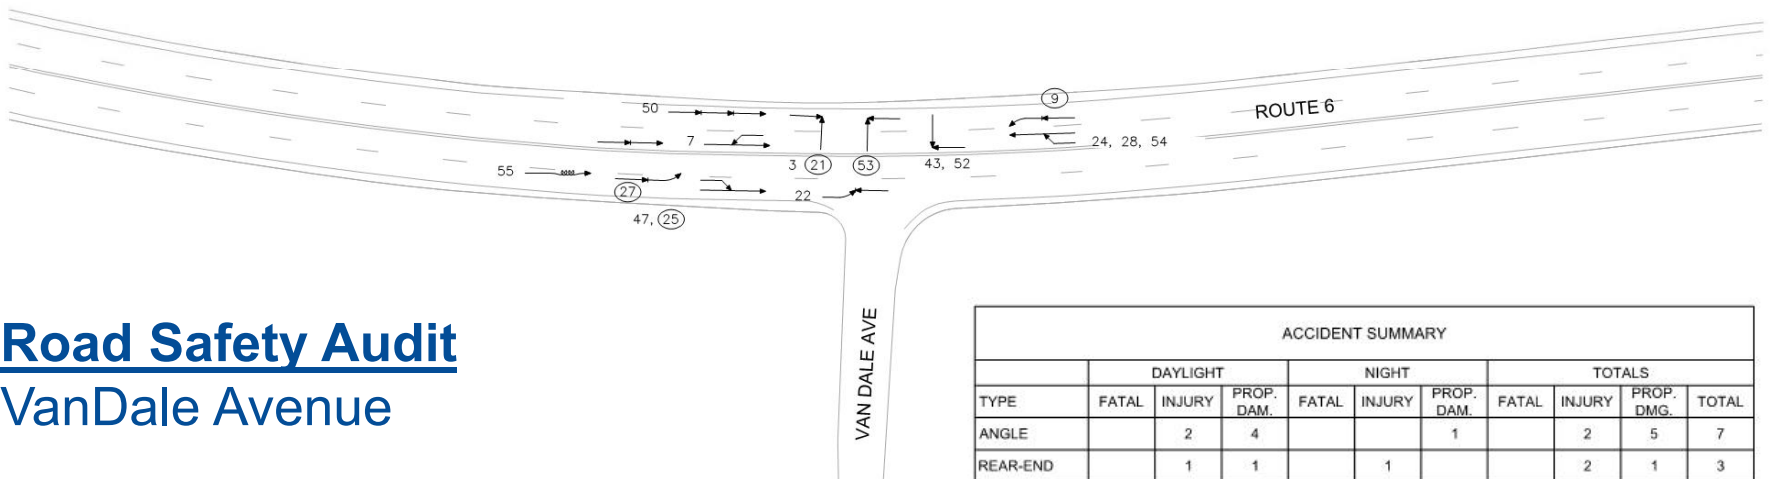 50
9
ROUTE 6
7
24, 28, 54
3 21 53 43, 52
55
27
22
47, 25
VAN DALE AVE
Road Safety Audit
VanDale Avenue
ACCIDENT SUMMARY
DAYLIGHT NIGHT TOTALS
TYPE FATAL INJURY PROP. DAM. FATAL INJURY PROP. DAM. FATAL INJURY PROP. DMG. TOTAL
ANGLE 2 4 1 2 5 7
REAR-END 1 1 1 2 1 3